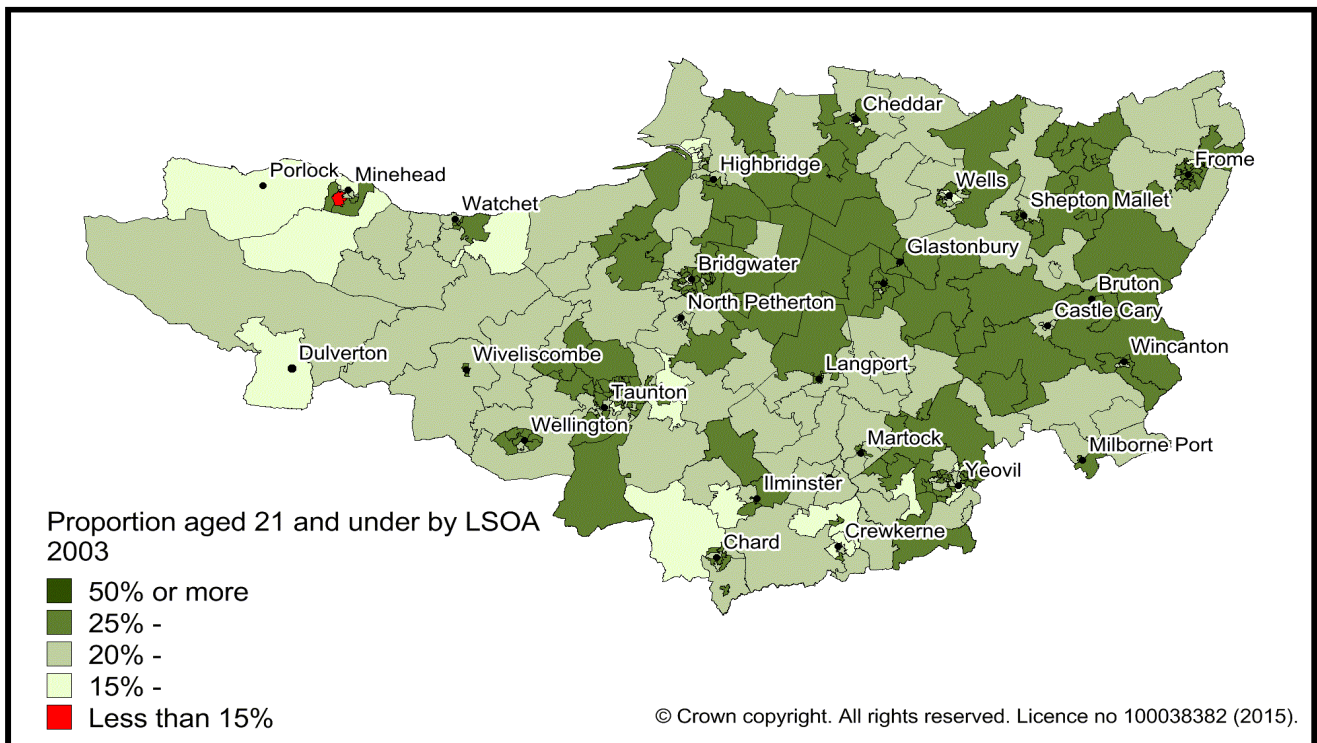 Cheddar
Highbridge
Frome
Porlock
Minehead
Wells
Shepton Mallet
Watchet
Glastonbury
Bridgwater
Bruton
North Petherton
Castle Cary
Wincanton
Dulverton
Wiveliscombe
Langport
Taunton
Wellington
Martock
Milborne Port
Yeovil
Ilminster
Crewkerne
Chard
Proportion aged 21 and under by LSOA
2003
50% or more
25% -
20% -
15% -
Less than 15%
© Crown copyright. All rights reserved. Licence no 100038382 (2015).